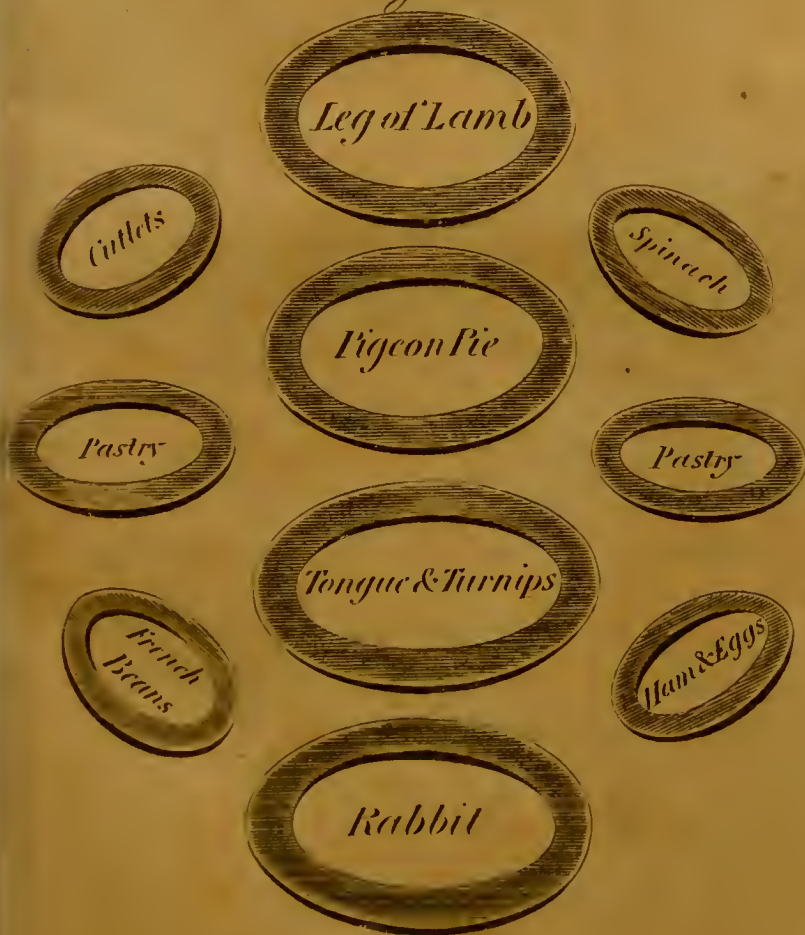 Leg of Lamb
Cutlets
Spinach
Pigeon Pie
Pastry
Pastry
Tongue & Turnips
French
Beans
Ham & Eggs
Rabbit